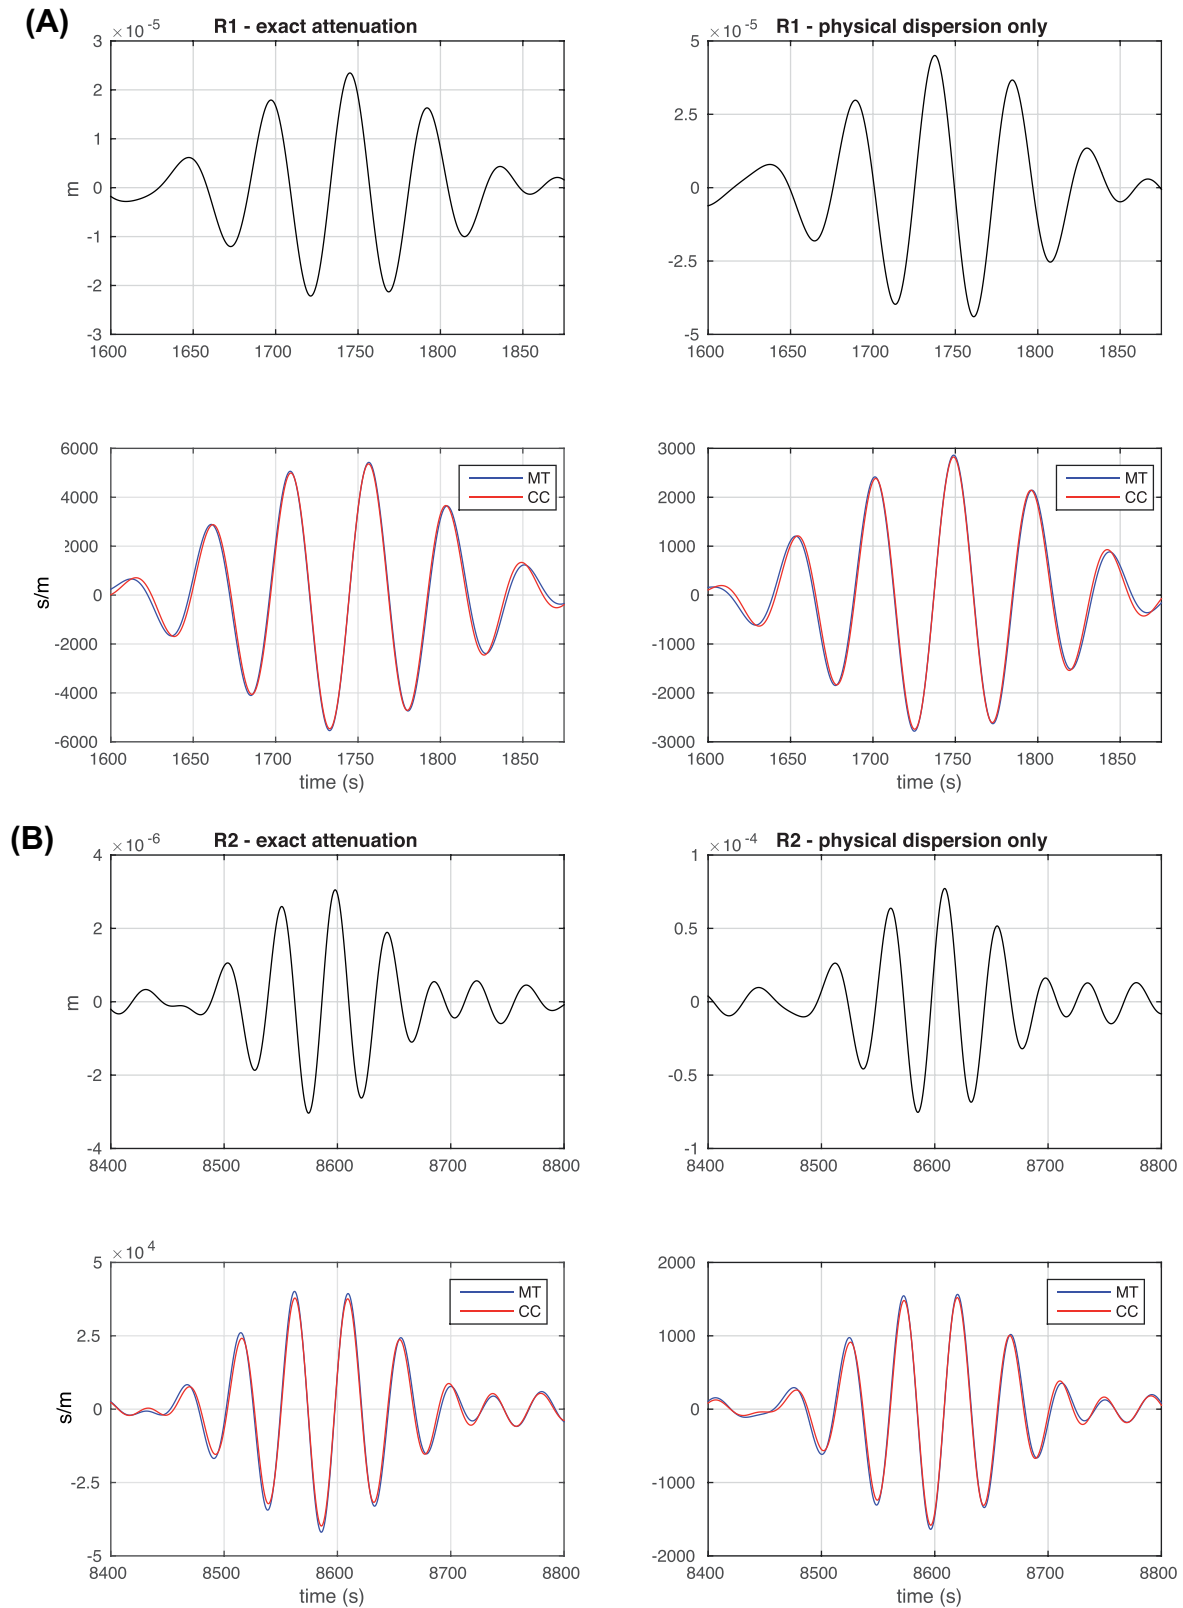 (A)
R1 - exact attenuation
×10 -5
3
2
1
0
-1
-2
-3
m
1600 1650 1700 1750 1800 1850
R1 - physical dispersion only
×10 -5
5
2.5
0
-2.5
-5
1600 1650 1700 1750 1800 1850
6000
4000
2000
0
-2000
-4000
-6000
s/m
MT
CC
1600 1650 1700 1750 1800 1850
time (s)
3000
2000
1000
0
-1000
-2000
-3000
MT
CC
1600 1650 1700 1750 1800 1850
time (s)
(B)
R2 - exact attenuation
×10 -6
4
2
0
-2
-4
m
8400 8500 8600 8700 8800
R2 - physical dispersion only
×10 -4
1
0.5
0
-0.5
-1
8400 8500 8600 8700 8800
×10 4
5
2.5
0
-2.5
-5
s/m
MT
CC
8400 8500 8600 8700 8800
time (s)
2000
1000
0
-1000
-2000
MT
CC
8400 8500 8600 8700 8800
time (s)